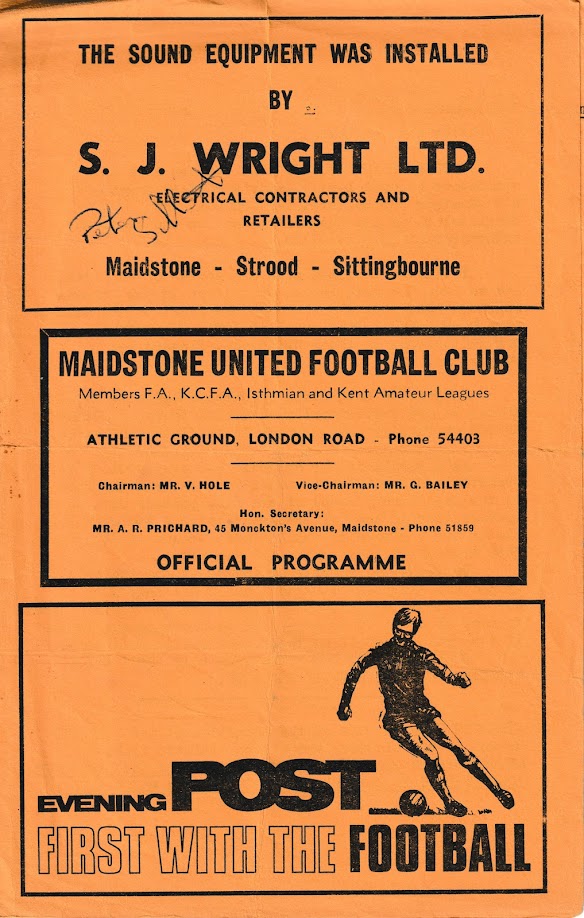 THE SOUND EQUIPMENT WAS INSTALLED
BY
S. J. WRIGHT LTD.
ELECTRICAL CONTRACTORS AND
RETAILERS
Peter
Maidstone - Strood - Sittingbourne
MAIDSTONE UNITED FOOTBALL CLUB
Members F.A., K.C.F.A., Isthmian and Kent Amateur Leagues
ATHLETIC GROUND, LONDON ROAD - Phone 54403
Chairman: MR. V. HOLE Vice-Chairman: MR. G. BAILEY
Hon. Secretary:
MR. A. R. PRICHARD, 45 Monckton's Avenue, Maidstone - Phone 51859
OFFICIAL PROGRAMME
EVENING POST
FIRST WITH THE FOOTBALL